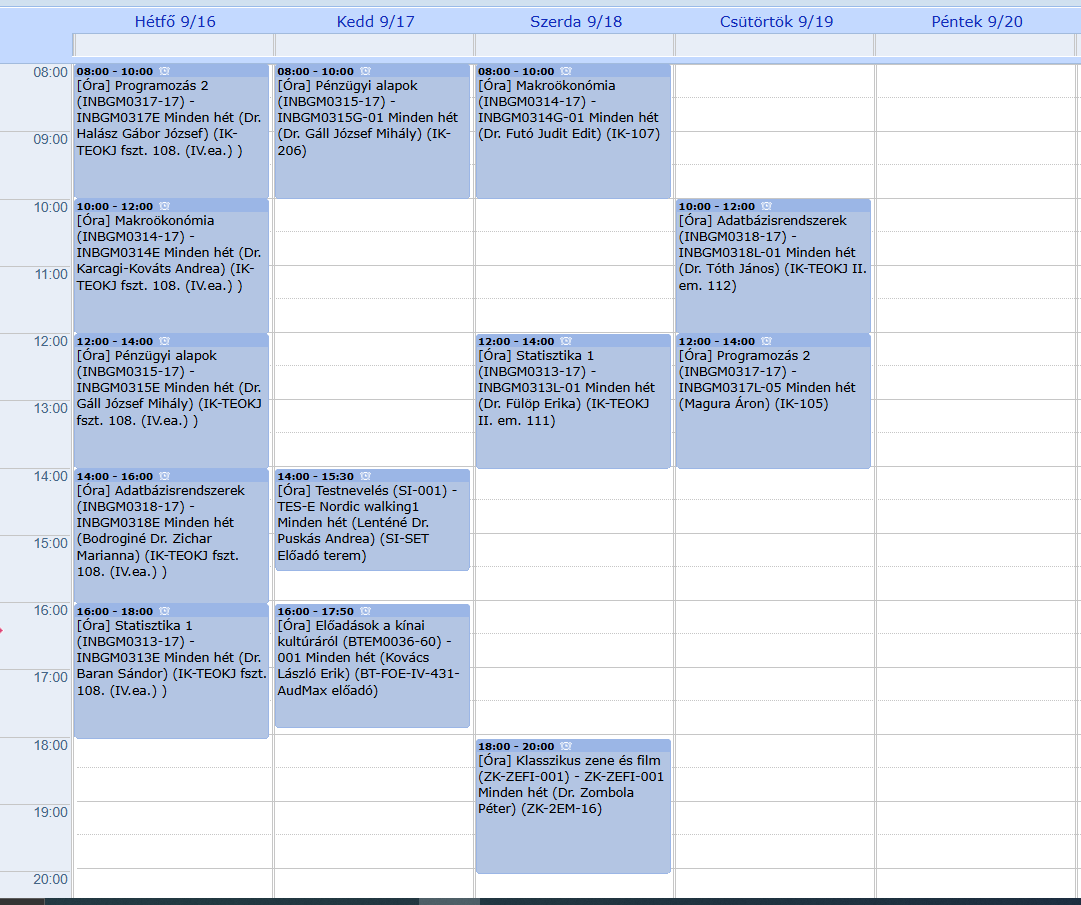 Hétfő 9/16
Kedd 9/17
Szerda 9/18
Csütörtök 9/19
Péntek 9/20
08:00
09:00
10:00
11:00
12:00
13:00
14:00
15:00
16:00
17:00
18:00
19:00
20:00
08:00 - 10:00
[Óra] Programozás 2
(INBGM0317-17) -
INBGM0317E Minden hét (Dr.
Halász Gábor József) (IK-
TEOKJ fszt. 108. (IV.ea.) )
10:00 - 12:00
[Óra] Makroökonómia
(INBGM0314-17) -
INBGM0314E Minden hét (Dr.
Karcagi-Kováts Andrea) (IK-
TEOKJ fszt. 108. (IV.ea.) )
12:00 - 14:00
[Óra] Pénzügyi alapok
(INBGM0315-17) -
INBGM0315E Minden hét (Dr.
Gáll József Mihály) (IK-TEOKJ
fszt. 108. (IV.ea.) )
14:00 - 16:00
[Óra] Adatbázisrendszerek
(INBGM0318-17) -
INBGM0318E Minden hét
(Bodroginé Dr. Zichar
Marianna) (IK-TEOKJ fszt.
108. (IV.ea.) )
16:00 - 18:00
[Óra] Statisztika 1
(INBGM0313-17) -
INBGM0313E Minden hét (Dr.
Baran Sándor) (IK-TEOKJ fszt.
108. (IV.ea.) )
08:00 - 10:00
[Óra] Pénzügyi alapok
(INBGM0315-17) -
INBGM0315G-01 Minden hét
(Dr. Gáll József Mihály) (IK-
206)
14:00 - 15:30
[Óra] Testnevelés (SI-001) -
TES-E Nordic walking1
Minden hét (Lenténé Dr.
Puskás Andrea) (SI-SET
Előadó terem)
16:00 - 17:50
[Óra] Előadások a kínai
kultúráról (BTEM0036-60) -
001 Minden hét (Kovács
László Erik) (BT-FOE-IV-431-
AudMax előadó)
08:00 - 10:00
[Óra] Makroökonómia
(INBGM0314-17) -
INBGM0314G-01 Minden hét
(Dr. Futó Judit Edit) (IK-107)
12:00 - 14:00
[Óra] Statisztika 1
(INBGM0313-17) -
INBGM0313L-01 Minden hét
(Dr. Fülöp Erika) (IK-TEOKJ
II. em. 111)
18:00 - 20:00
[Óra] Klasszikus zene és film
(ZK-ZEFI-001) - ZK-ZEFI-001
Minden hét (Dr. Zombola
Péter) (ZK-2EM-16)
10:00 - 12:00
[Óra] Adatbázisrendszerek
(INBGM0318-17) -
INBGM0318L-01 Minden hét
(Dr. Tóth János) (IK-TEOKJ II.
em. 112)
12:00 - 14:00
[Óra] Programozás 2
(INBGM0317-17) -
INBGM0317L-05 Minden hét
(Magura Áron) (IK-105)